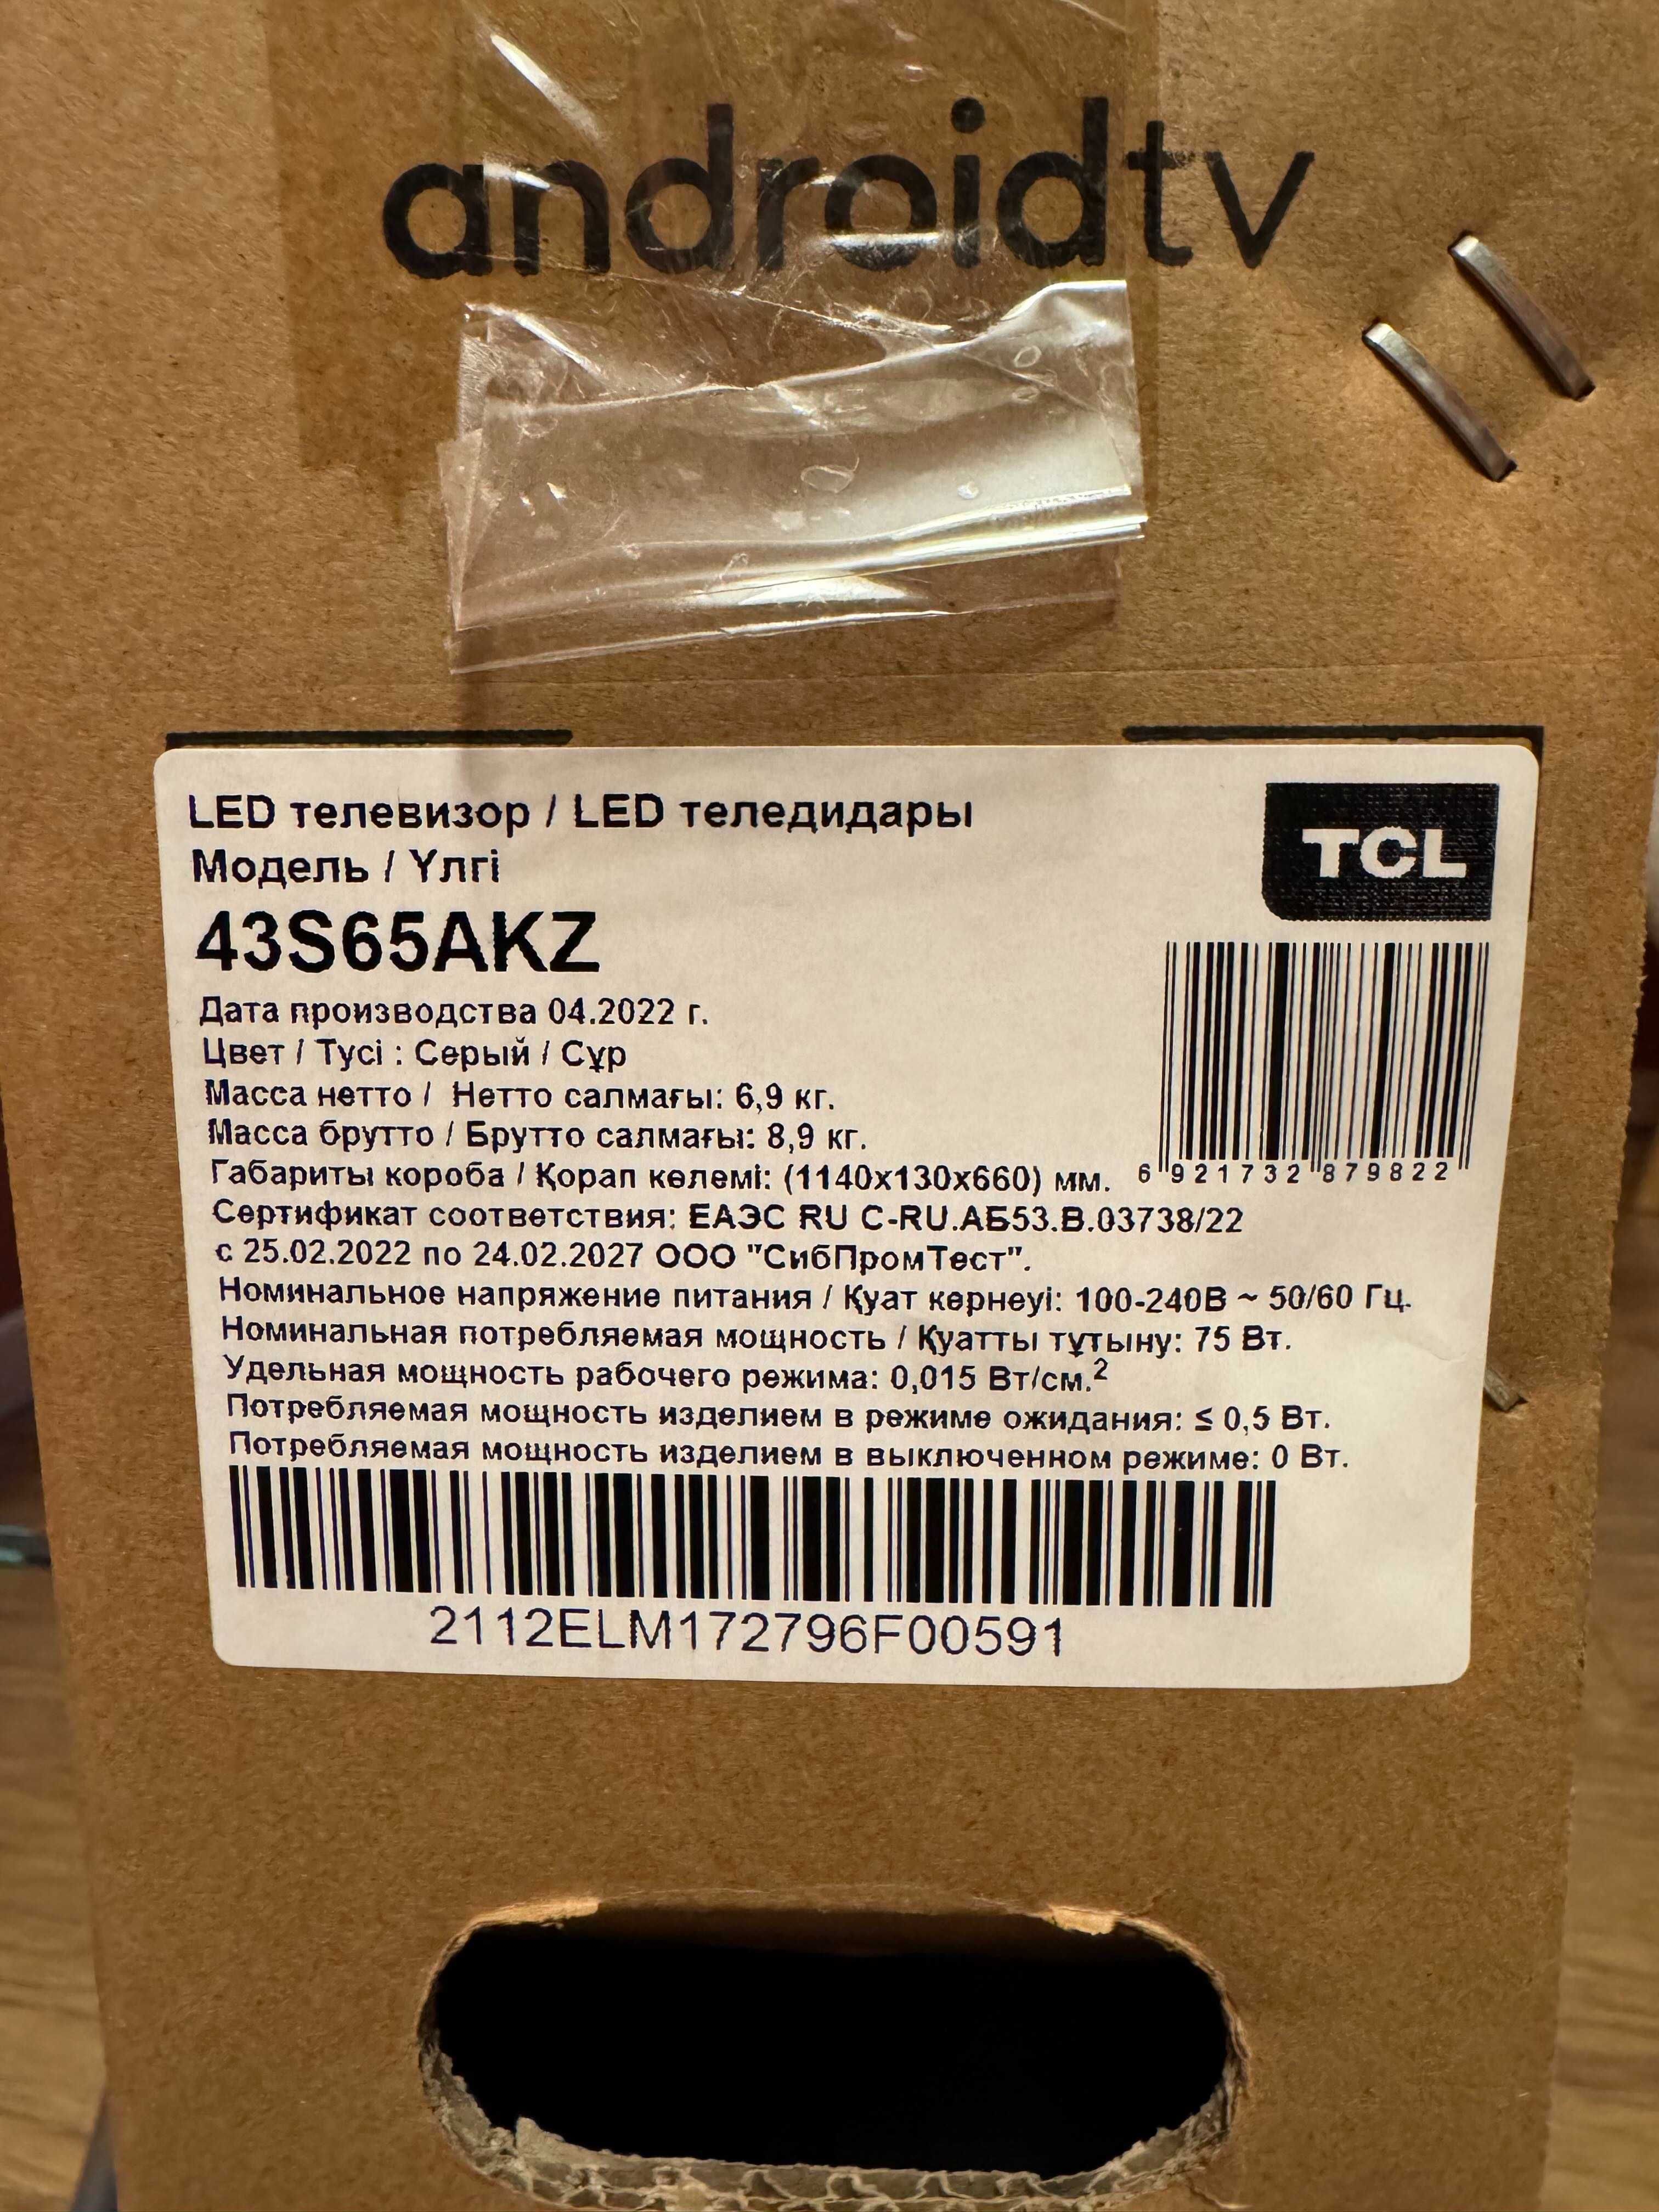 androidtv
LED телевизор / LED теледидары
TCL
Модель / Үлгі
43S65AKZ
Дата производства 04.2022 г.
Цвет / Түсі : Серый / Сұр
Масса нетто / Нетто салмағы: 6,9 кг.
Масса брутто / Брутто салмағы: 8,9 кг.
Габариты короба / Қорап көлемі: (1140x130x660) мм.
6 921732 879822
Сертификат соответствия: ЕАЭС RU C-RU.АБ53.В.03738/22
с 25.02.2022 по 24.02.2027 ООО "СибПромТест".
Номинальное напряжение питания / Қуат кернеуі: 100-240В ~ 50/60 Гц.
Номинальная потребляемая мощность / Қуатты тұтыну: 75 Вт.
Удельная мощность рабочего режима: 0,015 Вт/см.²
Потребляемая мощность изделием в режиме ожидания: ≤ 0,5 Вт.
Потребляемая мощность изделием в выключенном режиме: 0 Вт.
2112ELM172796F00591